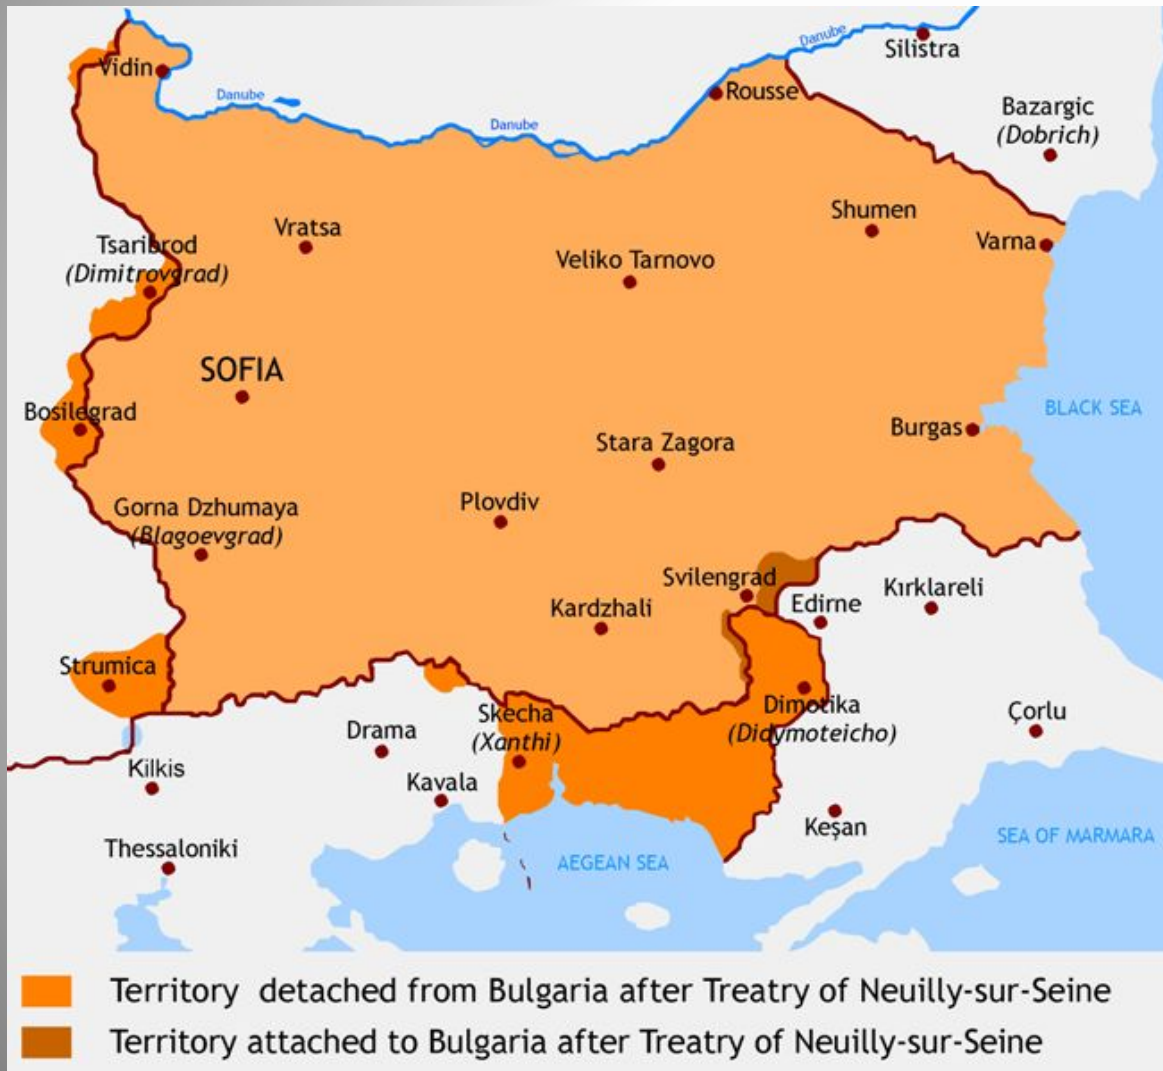 Danube
Silistra
Vidin
Danube
Rousse
Bazargic
(Dobrich)
Danube
Vratsa
Shumen
Tsaribrod
(Dimitrovgrad)
Veliko Tarnovo
Varna
SOFIA
Bosilegrad
BLACK SEA
Burgas
Stara Zagora
Gorna Dzhumaya
(Blagoevgrad)
Plovdiv
Svilengrad
Kırklareli
Kardzhali
Edirne
Strumica
Skecha
(Xanthi)
Dimotika
(Didymoteicho)
Çorlu
Drama
Kilkis
Kavala
Keşan
Thessaloniki
AEGEAN SEA
SEA OF MARMARA
Territory detached from Bulgaria after Treatry of Neuilly-sur-Seine
Territory attached to Bulgaria after Treatry of Neuilly-sur-Seine